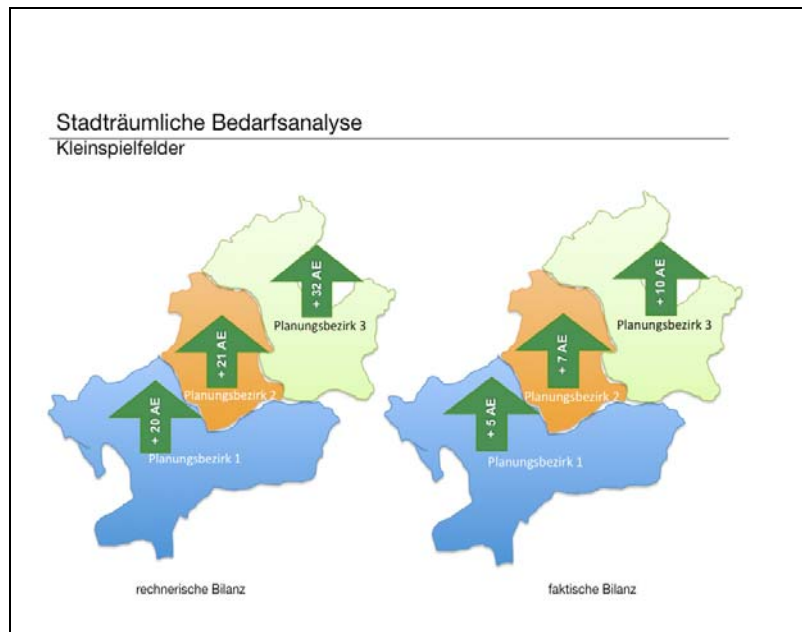 Stadträumliche Bedarfsanalyse
Kleinspielfelder
+ 32 AE
Planungsbezirk 3
+ 21 AE
Planungsbezirk 2
+ 20 AE
Planungsbezirk 1
rechnerische Bilanz
+ 10 AE
Planungsbezirk 3
+ 7 AE
Planungsbezirk 2
+ 5 AE
Planungsbezirk 1
faktische Bilanz